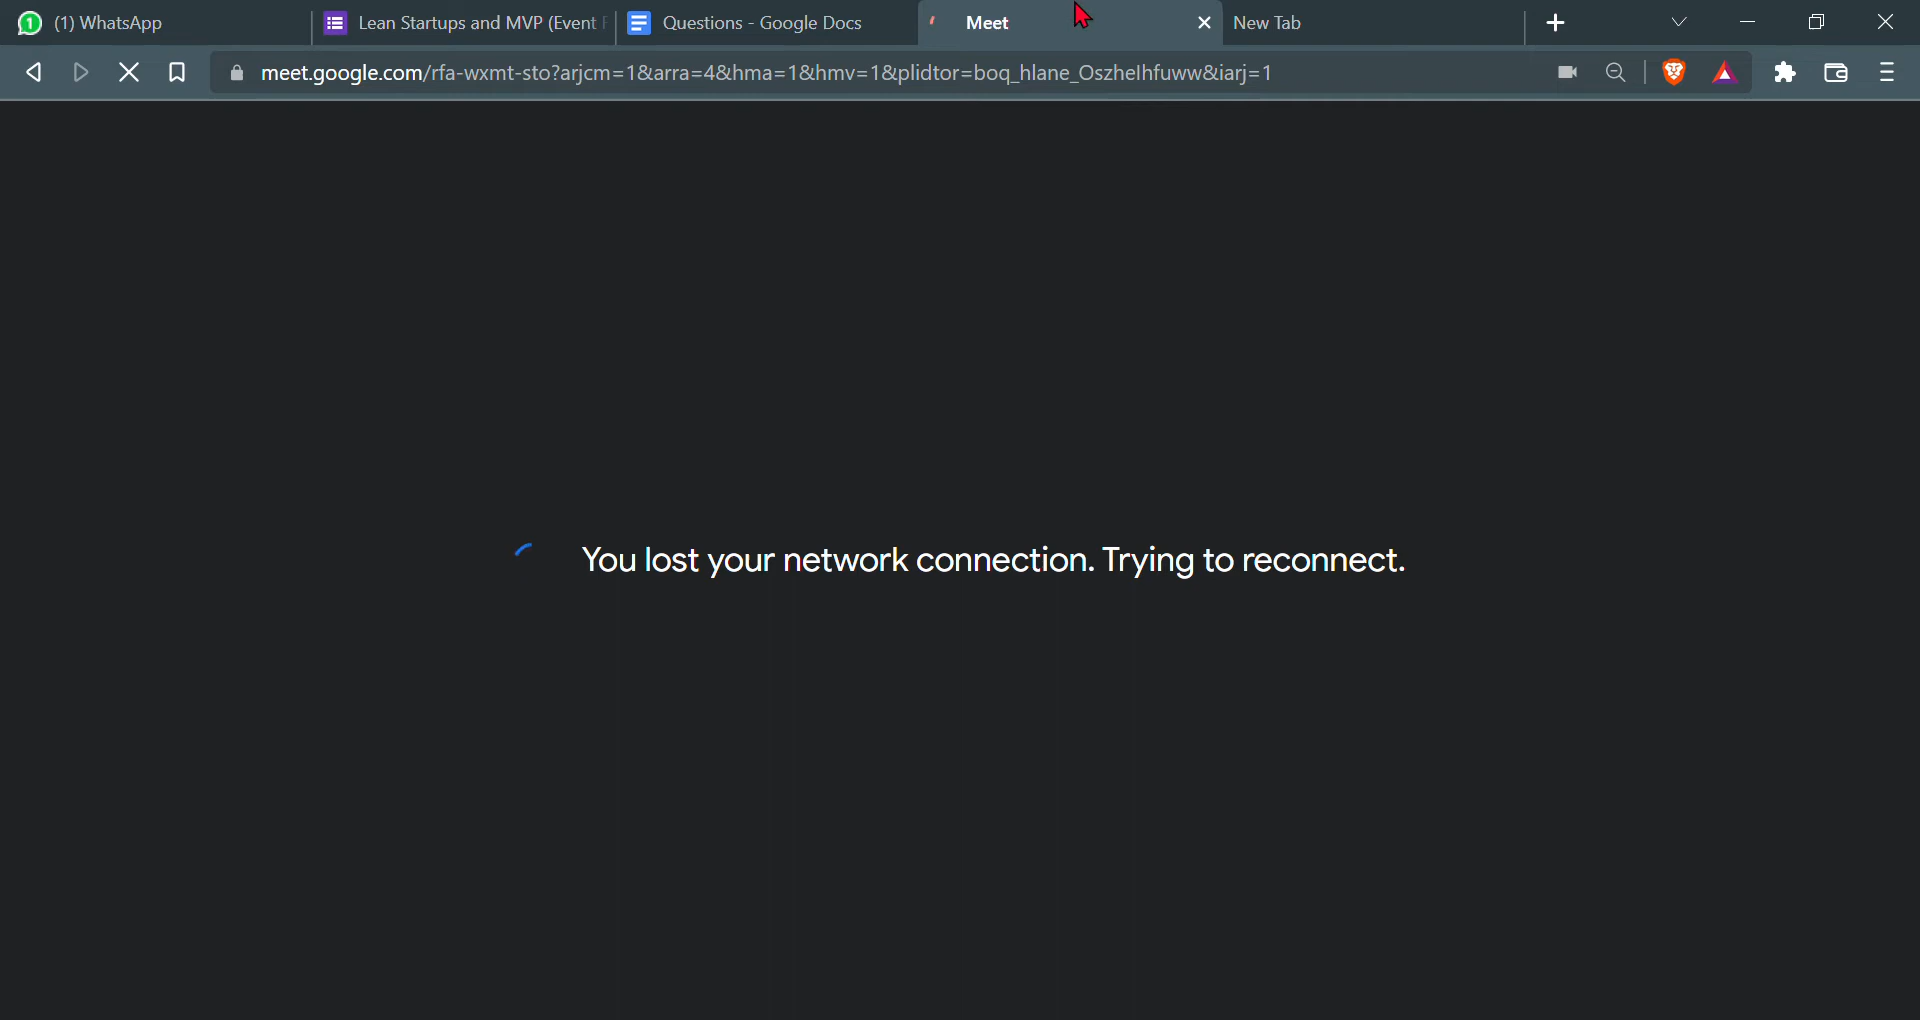 1 (1) WhatsApp Lean Startups and MVP (Event Questions - Google Docs Meet New Tab
meet.google.com/rfa-wxmt-sto?arjcm=1&arra=4&hma=1&hmv=1&plidtor=boq_hlane_Oszhelhfuww&iarj=1
You lost your network connection. Trying to reconnect.